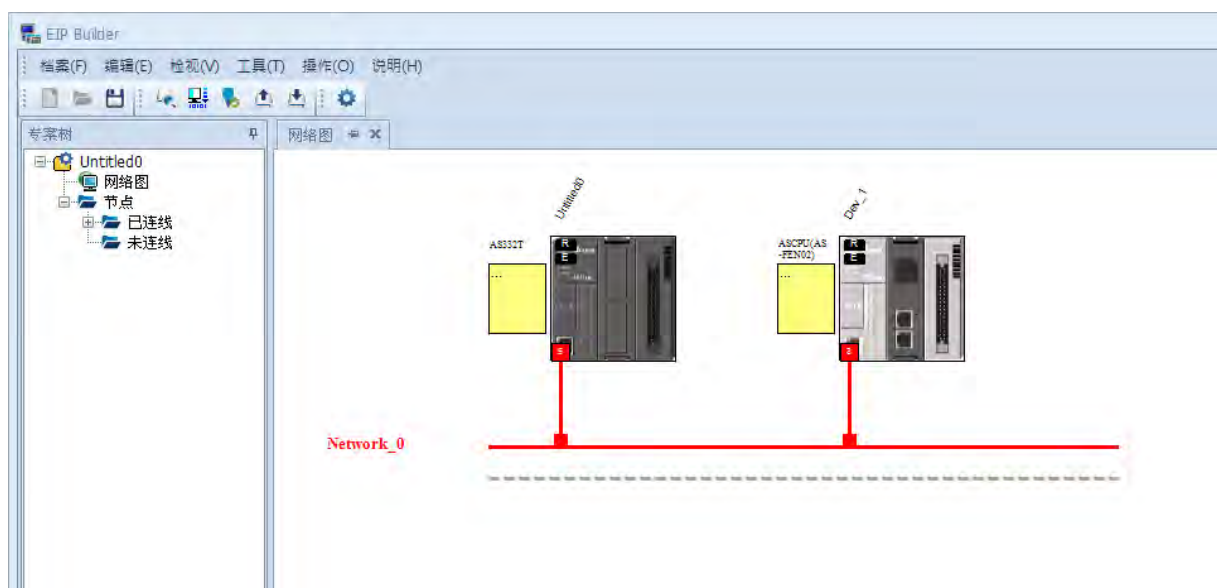 EIP Builder
档案(F) 编辑(E) 检视(V) 工具(T) 操作(O) 说明(H)
专案树
网络图
Untitled0
网络图
节点
已连线
未连线
Untitled0
Dev_1
AS332T
...
R
E
5
ASCPU(AS
-FEN02)
...
R
E
3
Network_0